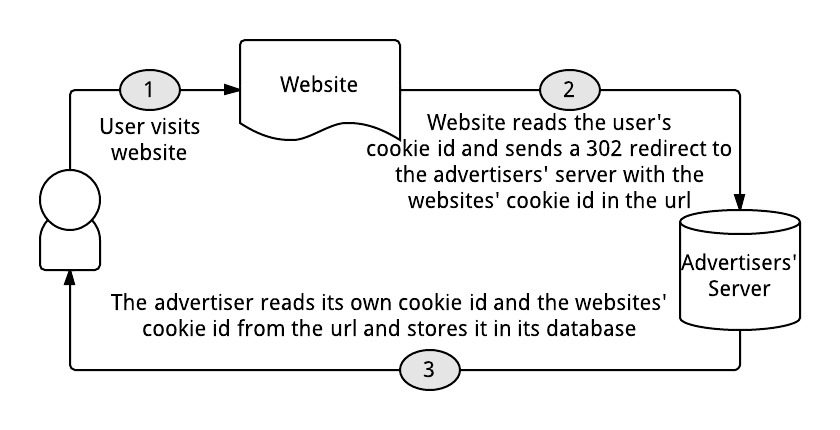 1
User visits
website
Website
2
Website reads the user's
cookie id and sends a 302 redirect to
the advertisers' server with the
websites' cookie id in the url
Advertisers'
Server
The advertiser reads its own cookie id and the websites'
cookie id from the url and stores it in its database
3